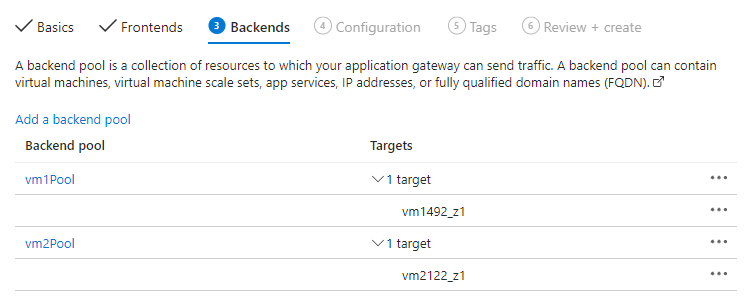 Basics Frontends 3 Backends 4 Configuration 5 Tags 6 Review + create
A backend pool is a collection of resources to which your application gateway can send traffic. A backend pool can contain
virtual machines, virtual machine scale sets, app services, IP addresses, or fully qualified domain names (FQDN).
Add a backend pool
Backend pool Targets
vm1Pool 1 target
vm1492_z1
vm2Pool 1 target
vm2122_z1